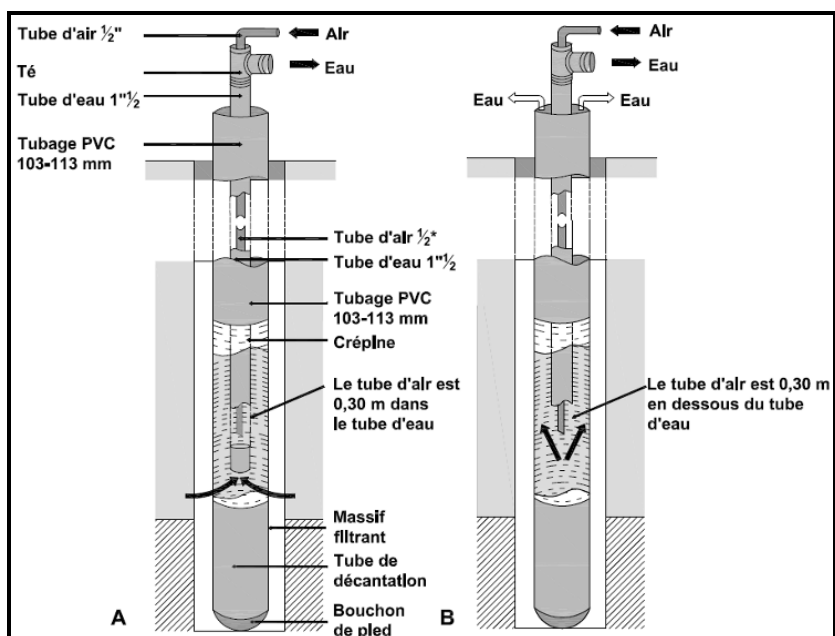 Tube d'air ½"
Air
Té
Eau
Tube d'eau 1"½
Tubage PVC
103-113 mm
Tube d'air ½*
Tube d'eau 1"½
Tubage PVC
103-113 mm
Crépine
Le tube d'air est
0,30 m dans
le tube d'eau
Massif
filtrant
Tube de
décantation
Bouchon
de pied
A
Air
Eau
Eau
Eau
Le tube d'air est 0,30 m
en dessous du tube
d'eau
B